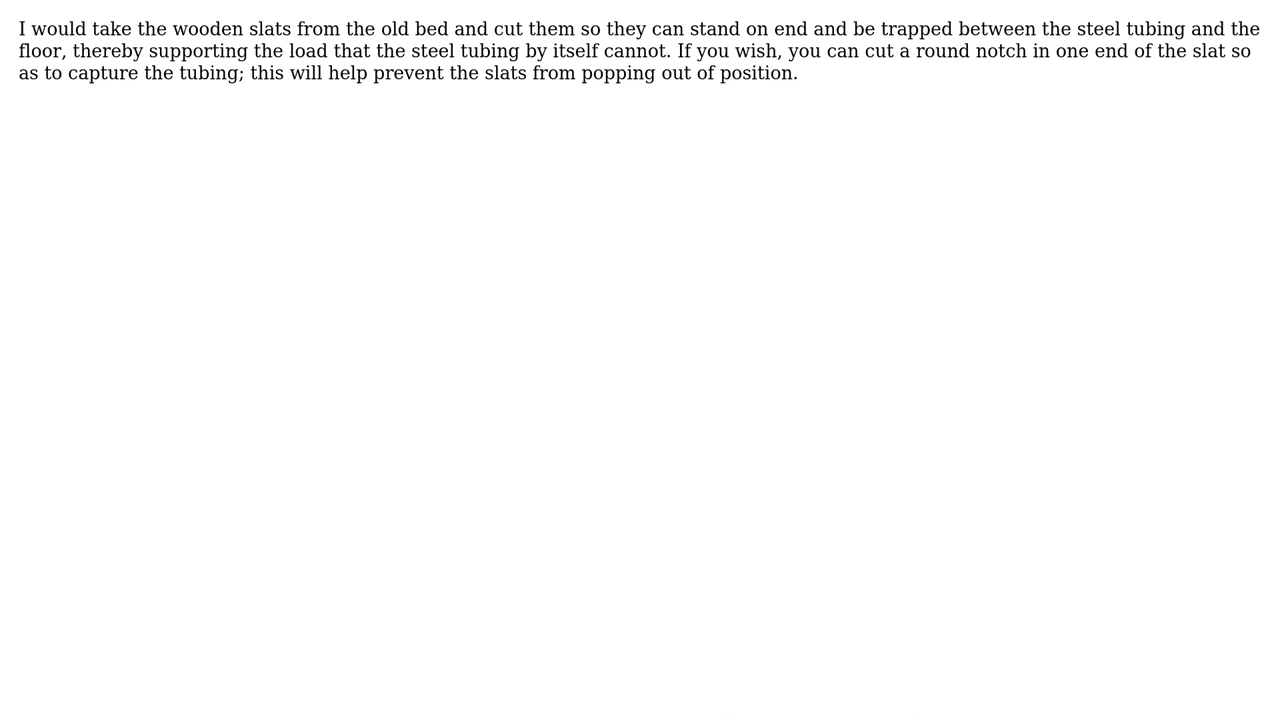 I would take the wooden slats from the old bed and cut them so they can stand on end and be trapped between the steel tubing and the
floor, thereby supporting the load that the steel tubing by itself cannot. If you wish, you can cut a round notch in one end of the slat so
as to capture the tubing; this will help prevent the slats from popping out of position.